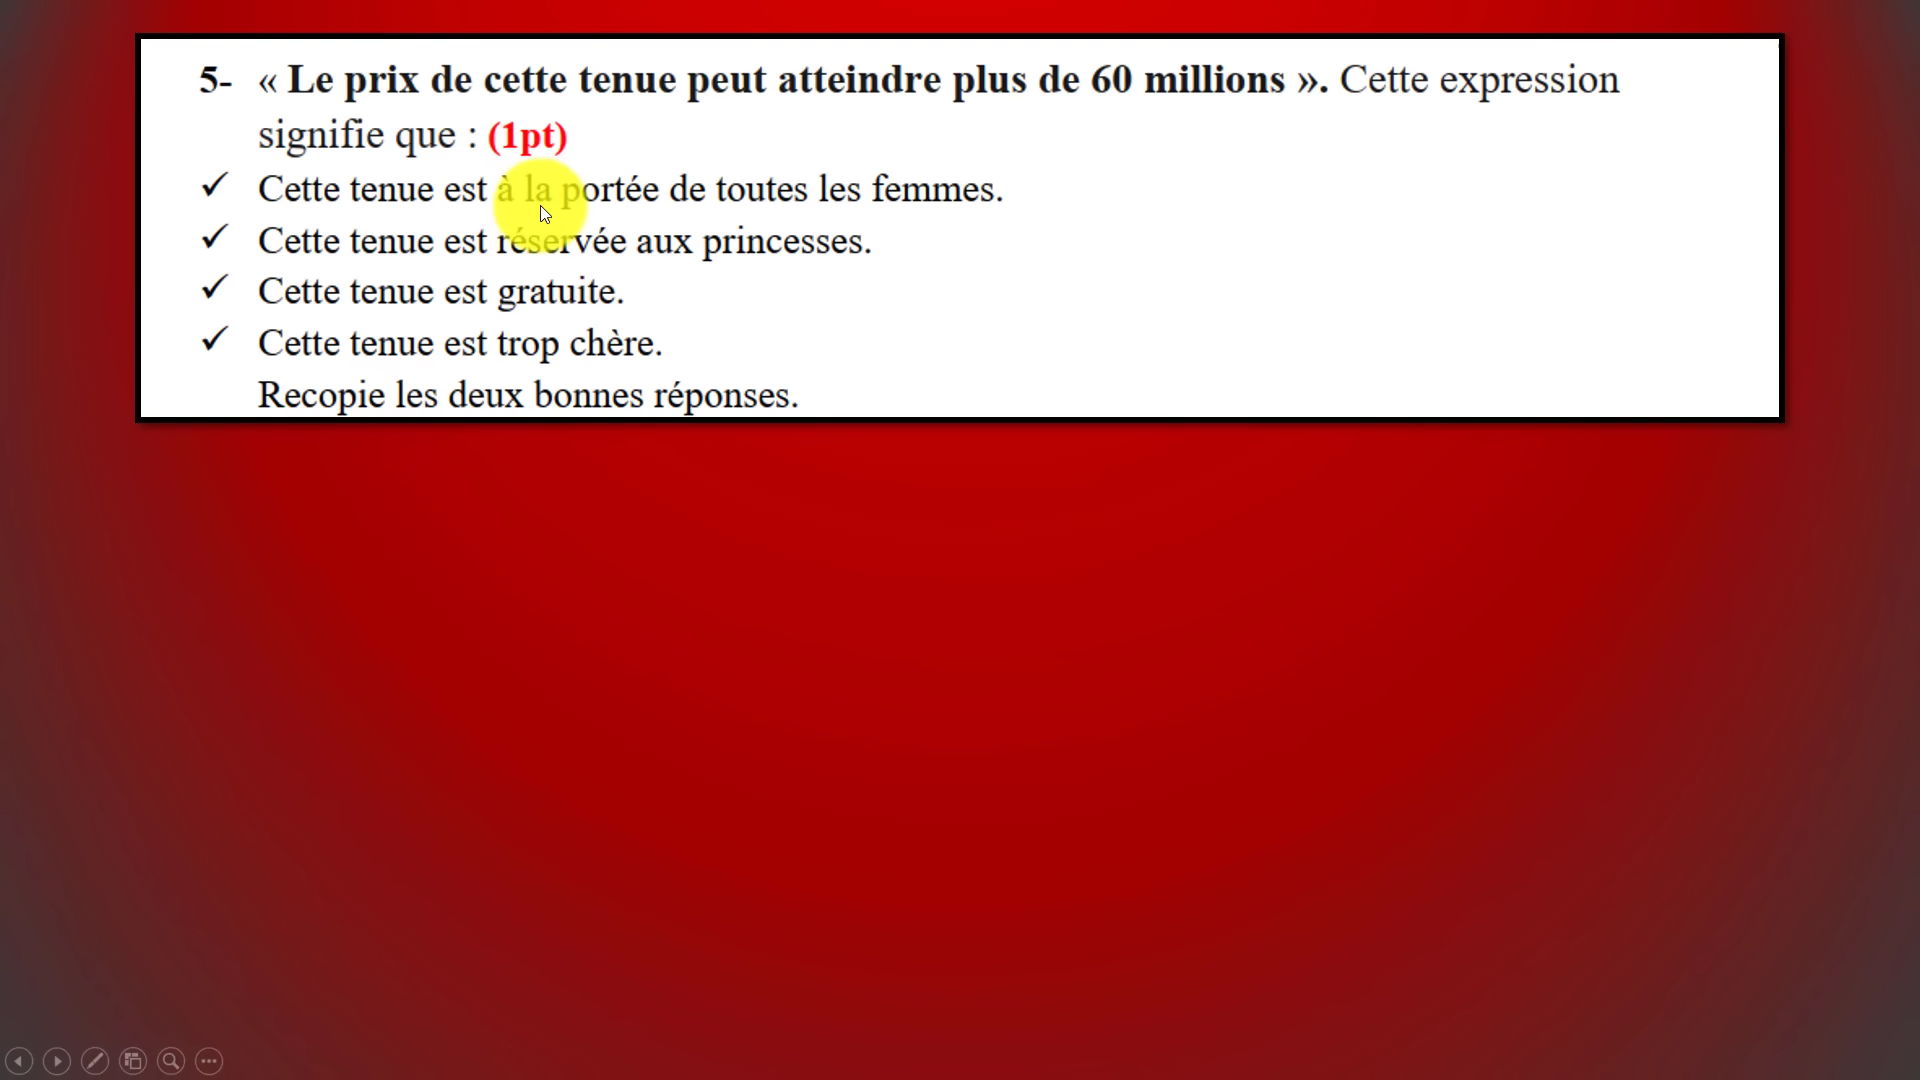 5- « Le prix de cette tenue peut atteindre plus de 60 millions ». Cette expression
signifie que : (1pt)
✓ Cette tenue est à la portée de toutes les femmes.
✓ Cette tenue est réservée aux princesses.
✓ Cette tenue est gratuite.
✓ Cette tenue est trop chère.
Recopie les deux bonnes réponses.